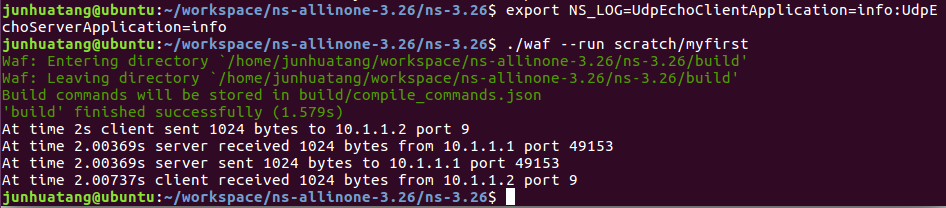 junhuatang@ubuntu:~/workspace/ns-allinone-3.26/ns-3.26$ export NS_LOG=UdpEchoClientApplication=info:UdpE
choServerApplication=info
junhuatang@ubuntu:~/workspace/ns-allinone-3.26/ns-3.26$ ./waf --run scratch/myfirst
Waf: Entering directory `/home/junhuatang/workspace/ns-allinone-3.26/ns-3.26/build'
Waf: Leaving directory `/home/junhuatang/workspace/ns-allinone-3.26/ns-3.26/build'
Build commands will be stored in build/compile_commands.json
'build' finished successfully (1.579s)
At time 2s client sent 1024 bytes to 10.1.1.2 port 9
At time 2.00369s server received 1024 bytes from 10.1.1.1 port 49153
At time 2.00369s server sent 1024 bytes to 10.1.1.1 port 49153
At time 2.00737s client received 1024 bytes from 10.1.1.2 port 9
junhuatang@ubuntu:~/workspace/ns-allinone-3.26/ns-3.26$